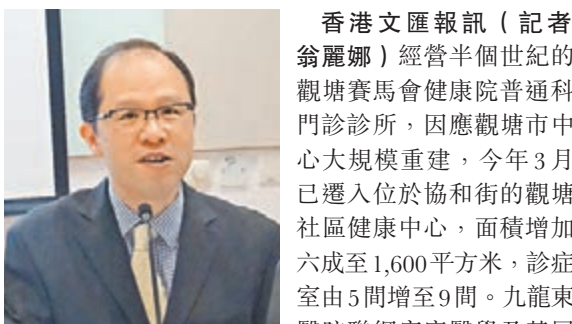 香港文匯報訊（記者
翁麗娜）經營半個世紀的
觀塘賽馬會健康院普通科
門診診所，因應觀塘市中
心大規模重建，今年3月
已遷入位於協和街的觀塘
社區健康中心，面積增加
六成至1,600平方米，診症
室由5間增至9間。九龍東